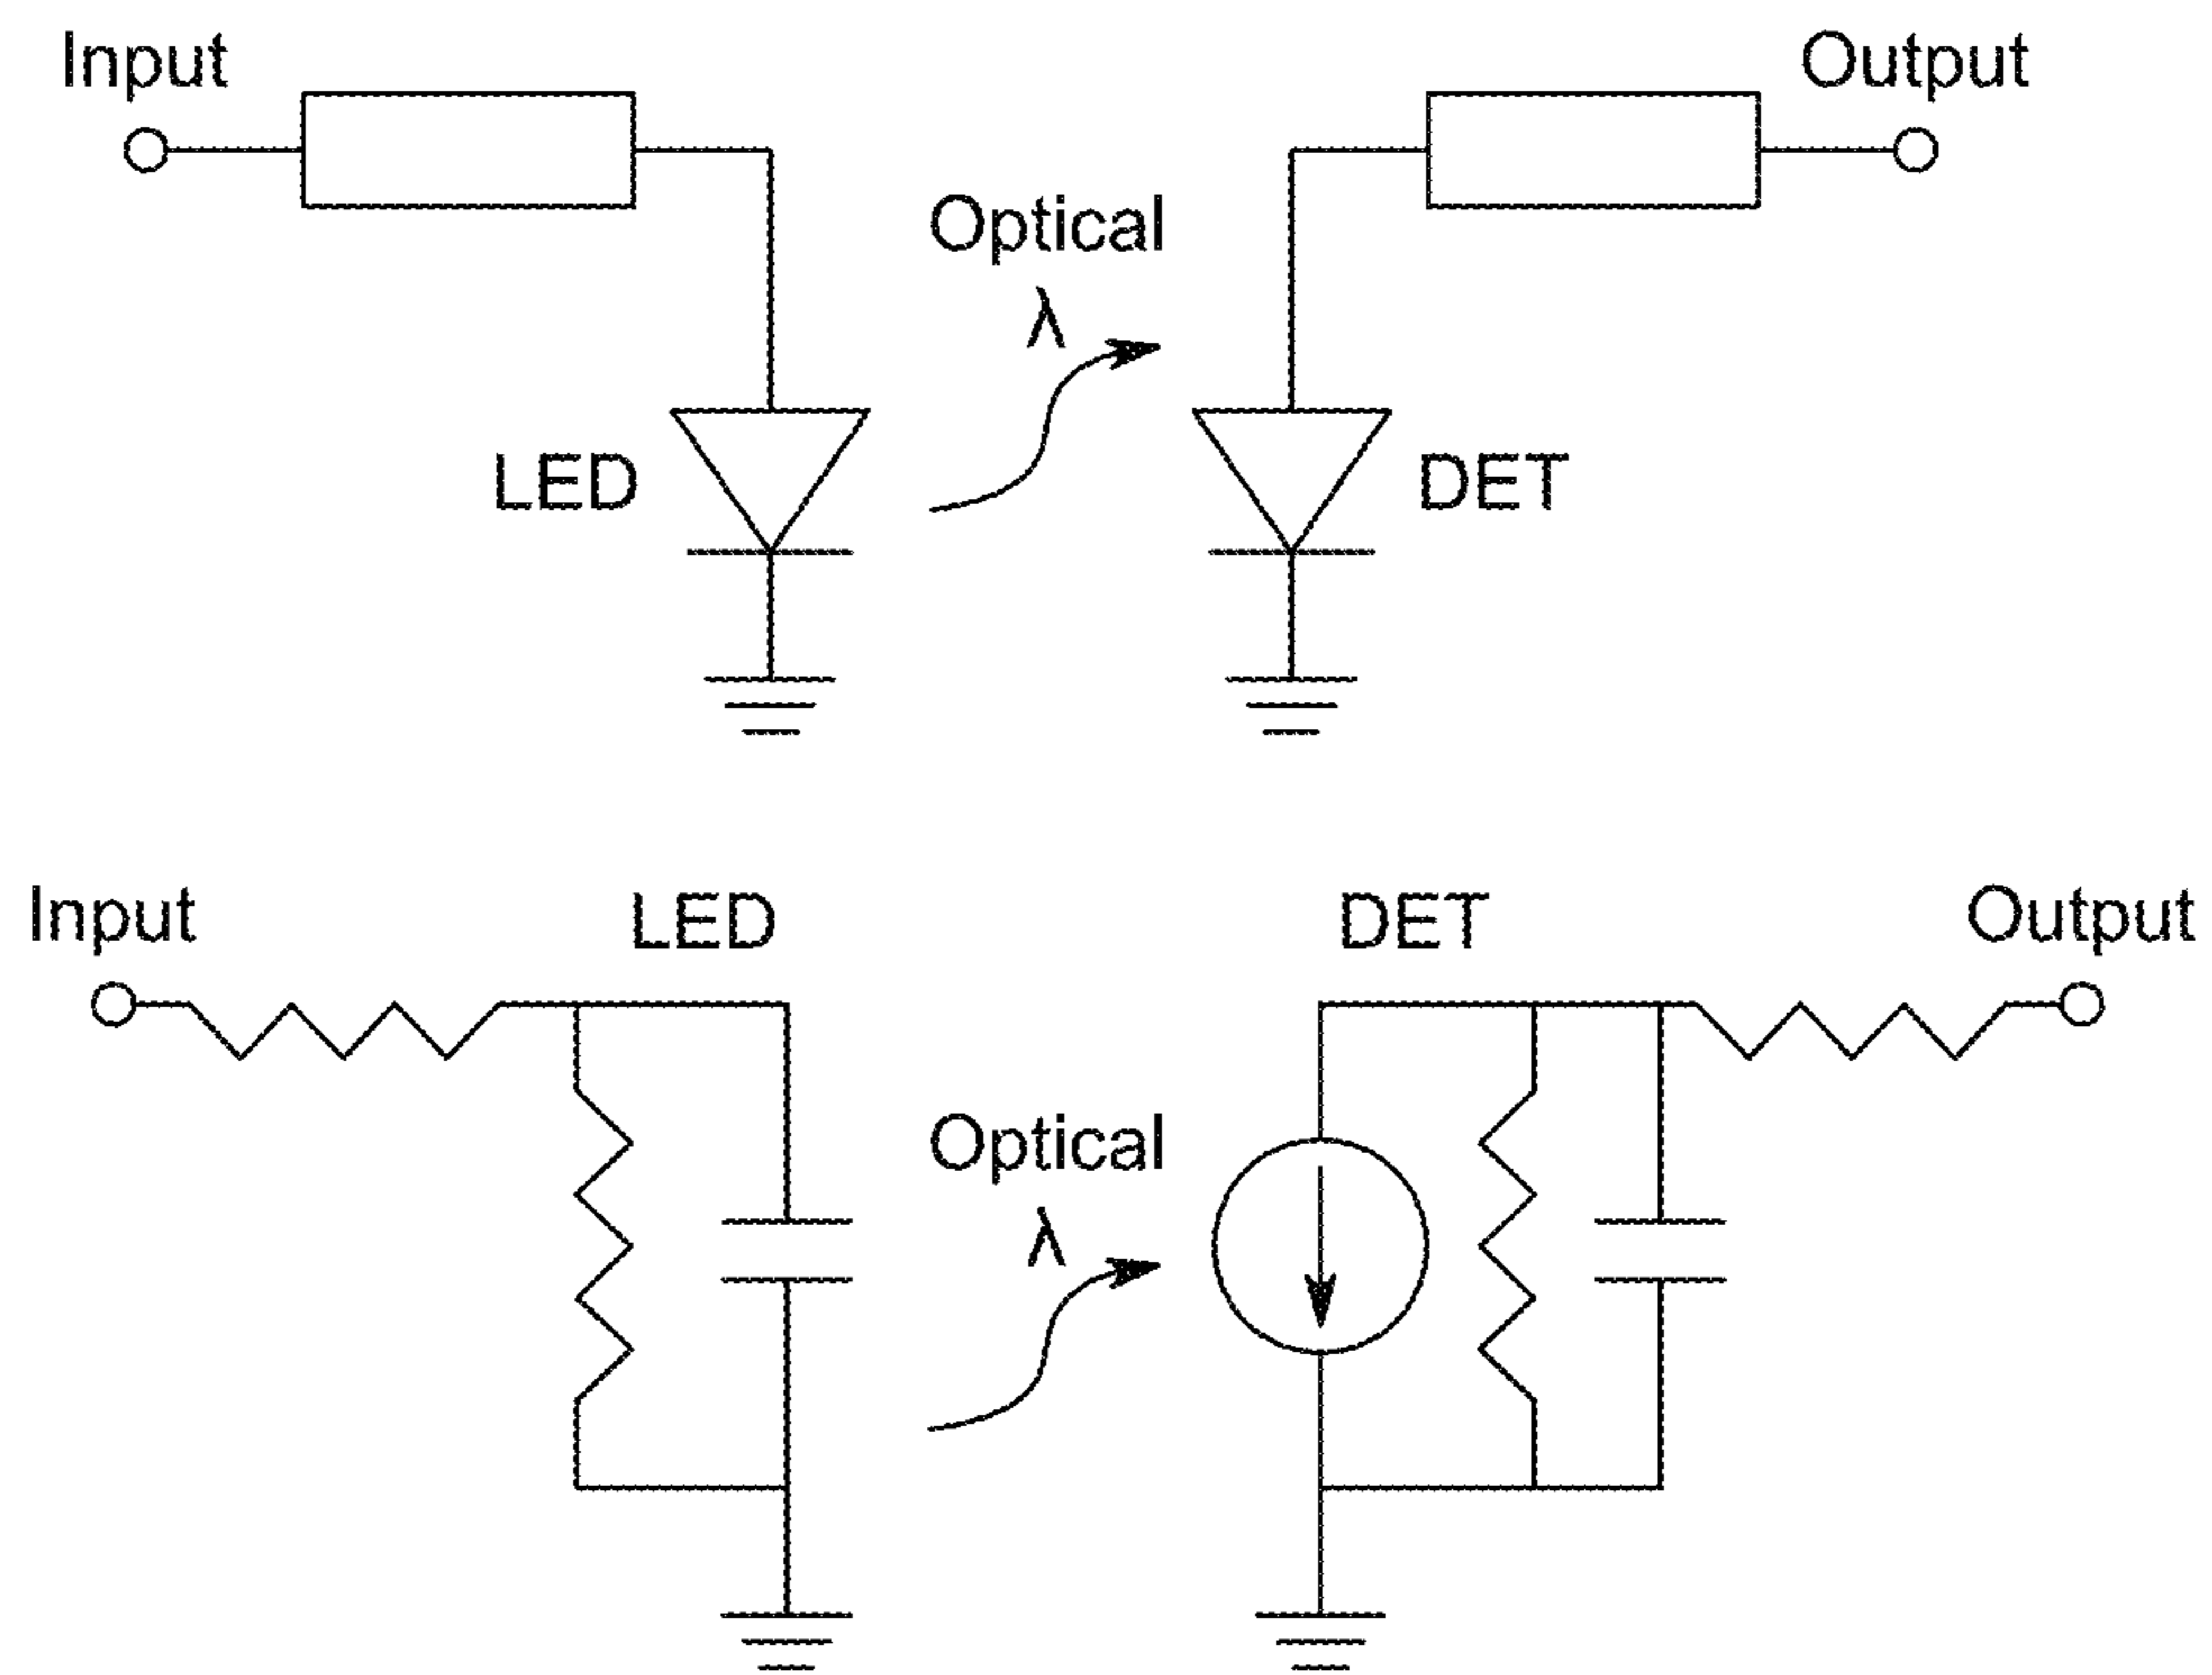 Input
Output
Optical
λ
LED
DET
Input
LED
DET
Output
Optical
λ